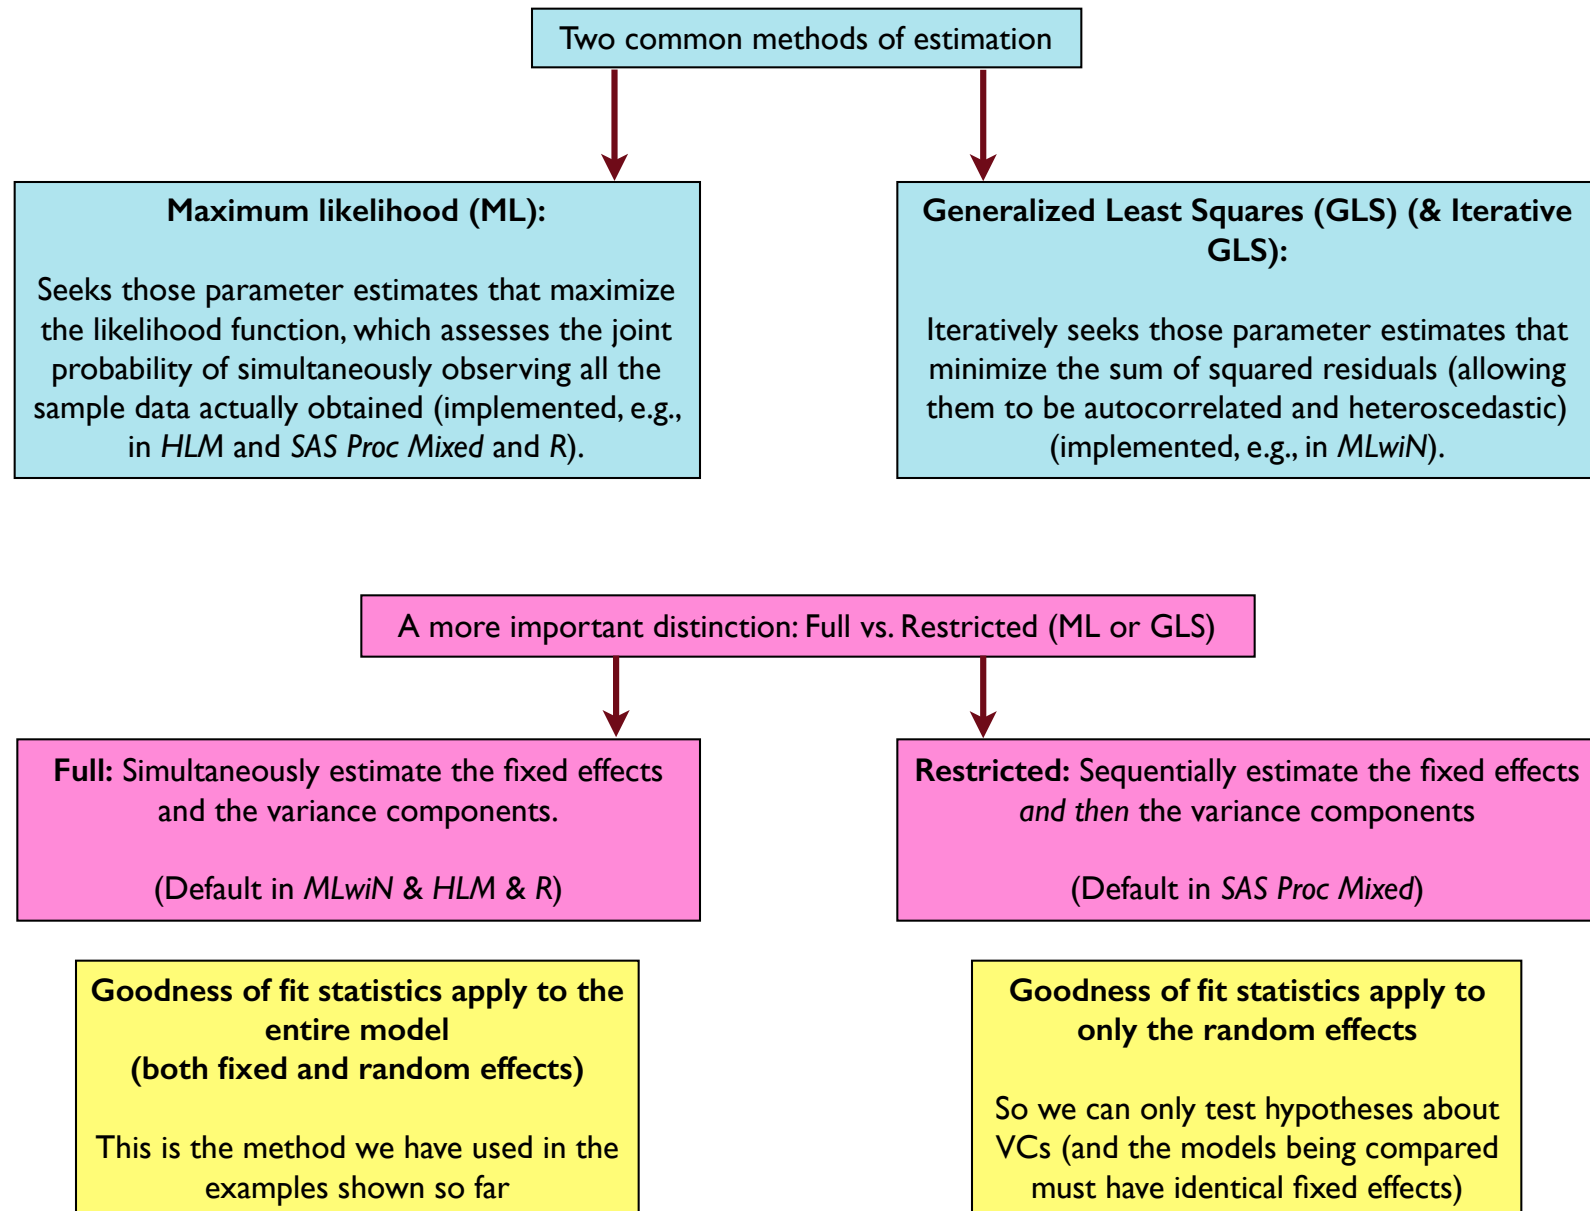 Two common methods of estimation
Maximum likelihood (ML):
Seeks those parameter estimates that maximize
the likelihood function, which assesses the joint
probability of simultaneously observing all the
sample data actually obtained (implemented, e.g.,
in HLM and SAS Proc Mixed and R).
Generalized Least Squares (GLS) (& Iterative
GLS):
Iteratively seeks those parameter estimates that
minimize the sum of squared residuals (allowing
them to be autocorrelated and heteroscedastic)
(implemented, e.g., in MLwiN).
A more important distinction: Full vs. Restricted (ML or GLS)
Full: Simultaneously estimate the fixed effects
and the variance components.
(Default in MLwiN & HLM & R)
Restricted: Sequentially estimate the fixed effects
and then the variance components
(Default in SAS Proc Mixed)
Goodness of fit statistics apply to the
entire model
(both fixed and random effects)
This is the method we have used in the
examples shown so far
Goodness of fit statistics apply to
only the random effects
So we can only test hypotheses about
VCs (and the models being compared
must have identical fixed effects)